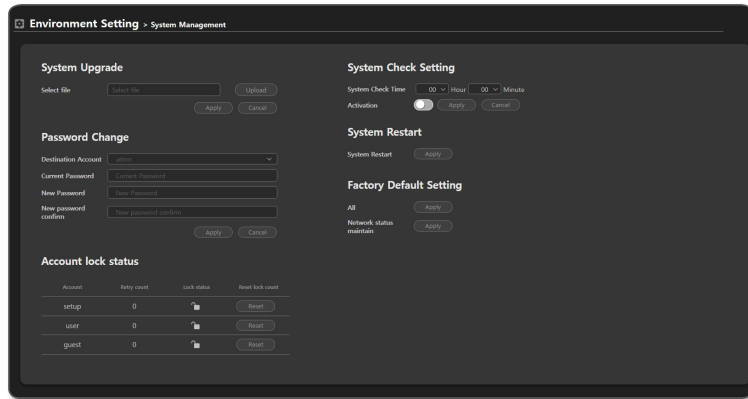 Environment Setting > System Management
System Upgrade
Select file
Select file
Upload
Apply
Cancel
Password Change
Destination Account
admin
Current Password
Current Password
New Password
New Password
New password
confirm
New password confirm
Apply
Cancel
Account lock status
Account Retry count Lock status Reset lock count
setup 0 Reset
user 0 Reset
guest 0 Reset
System Check Setting
System Check Time 00 Hour 00 Minute
Activation Apply Cancel
System Restart
System Restart Apply
Factory Default Setting
All Apply
Network status
maintain
Apply